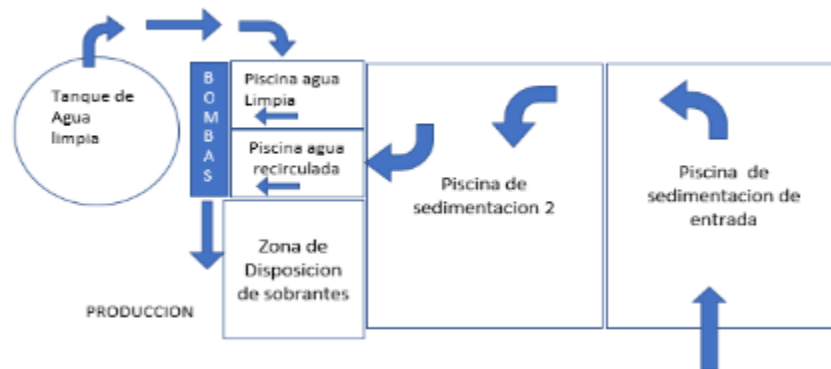 Tanque de
Agua
limpia
BOMBAS
Piscina agua
Limpia
Piscina agua
recirculada
Zona de
Disposicion
de sobrantes
PRODUCCION
Piscina de
sedimentacion 2
Piscina de
sedimentacion de
entrada